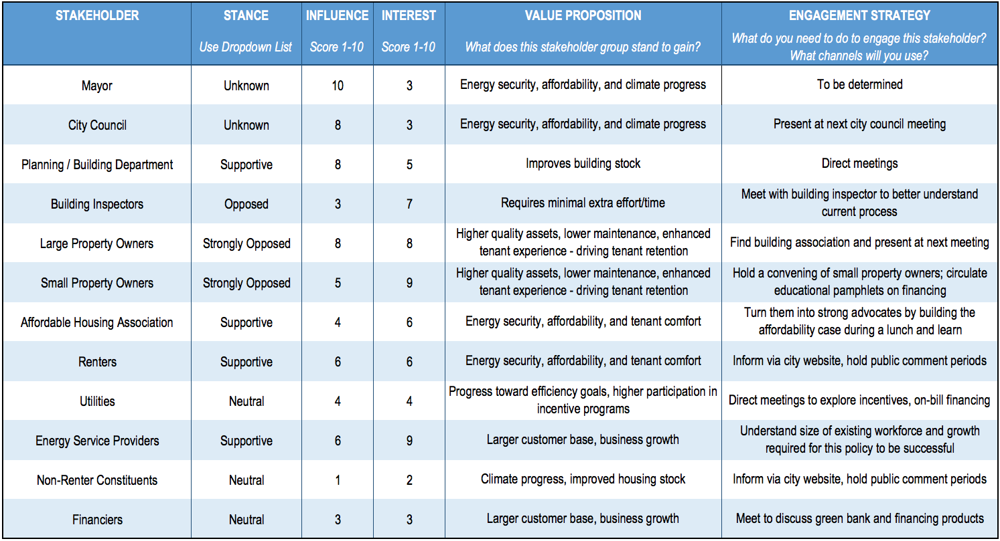 STAKEHOLDER STANCE INFLUENCE INTEREST VALUE PROPOSITION ENGAGEMENT STRATEGY
Use Dropdown List Score 1-10 Score 1-10 What does this stakeholder group stand to gain? What do you need to do to engage this stakeholder?
What channels will you use?
Mayor Unknown 10 3 Energy security, affordability, and climate progress To be determined
City Council Unknown 8 3 Energy security, affordability, and climate progress Present at next city council meeting
Planning / Building Department Supportive 8 5 Improves building stock Direct meetings
Building Inspectors Opposed 3 7 Requires minimal extra effort/time Meet with building inspector to better understand
current process
Large Property Owners Strongly Opposed 8 8 Higher quality assets, lower maintenance, enhanced
tenant experience - driving tenant retention Find building association and present at next meeting
Small Property Owners Strongly Opposed 5 9 Higher quality assets, lower maintenance, enhanced
tenant experience - driving tenant retention Hold a convening of small property owners; circulate
educational pamphlets on financing
Affordable Housing Association Supportive 4 6 Energy security, affordability, and tenant comfort Turn them into strong advocates by building the
affordability case during a lunch and learn
Renters Supportive 6 6 Energy security, affordability, and tenant comfort Inform via city website, hold public comment periods
Utilities Neutral 4 4 Progress toward efficiency goals, higher participation in
incentive programs Direct meetings to explore incentives, on-bill financing
Energy Service Providers Supportive 6 9 Larger customer base, business growth Understand size of existing workforce and growth
required for this policy to be successful
Non-Renter Constituents Neutral 1 2 Climate progress, improved housing stock Inform via city website, hold public comment periods
Financiers Neutral 3 3 Larger customer base, business growth Meet to discuss green bank and financing products